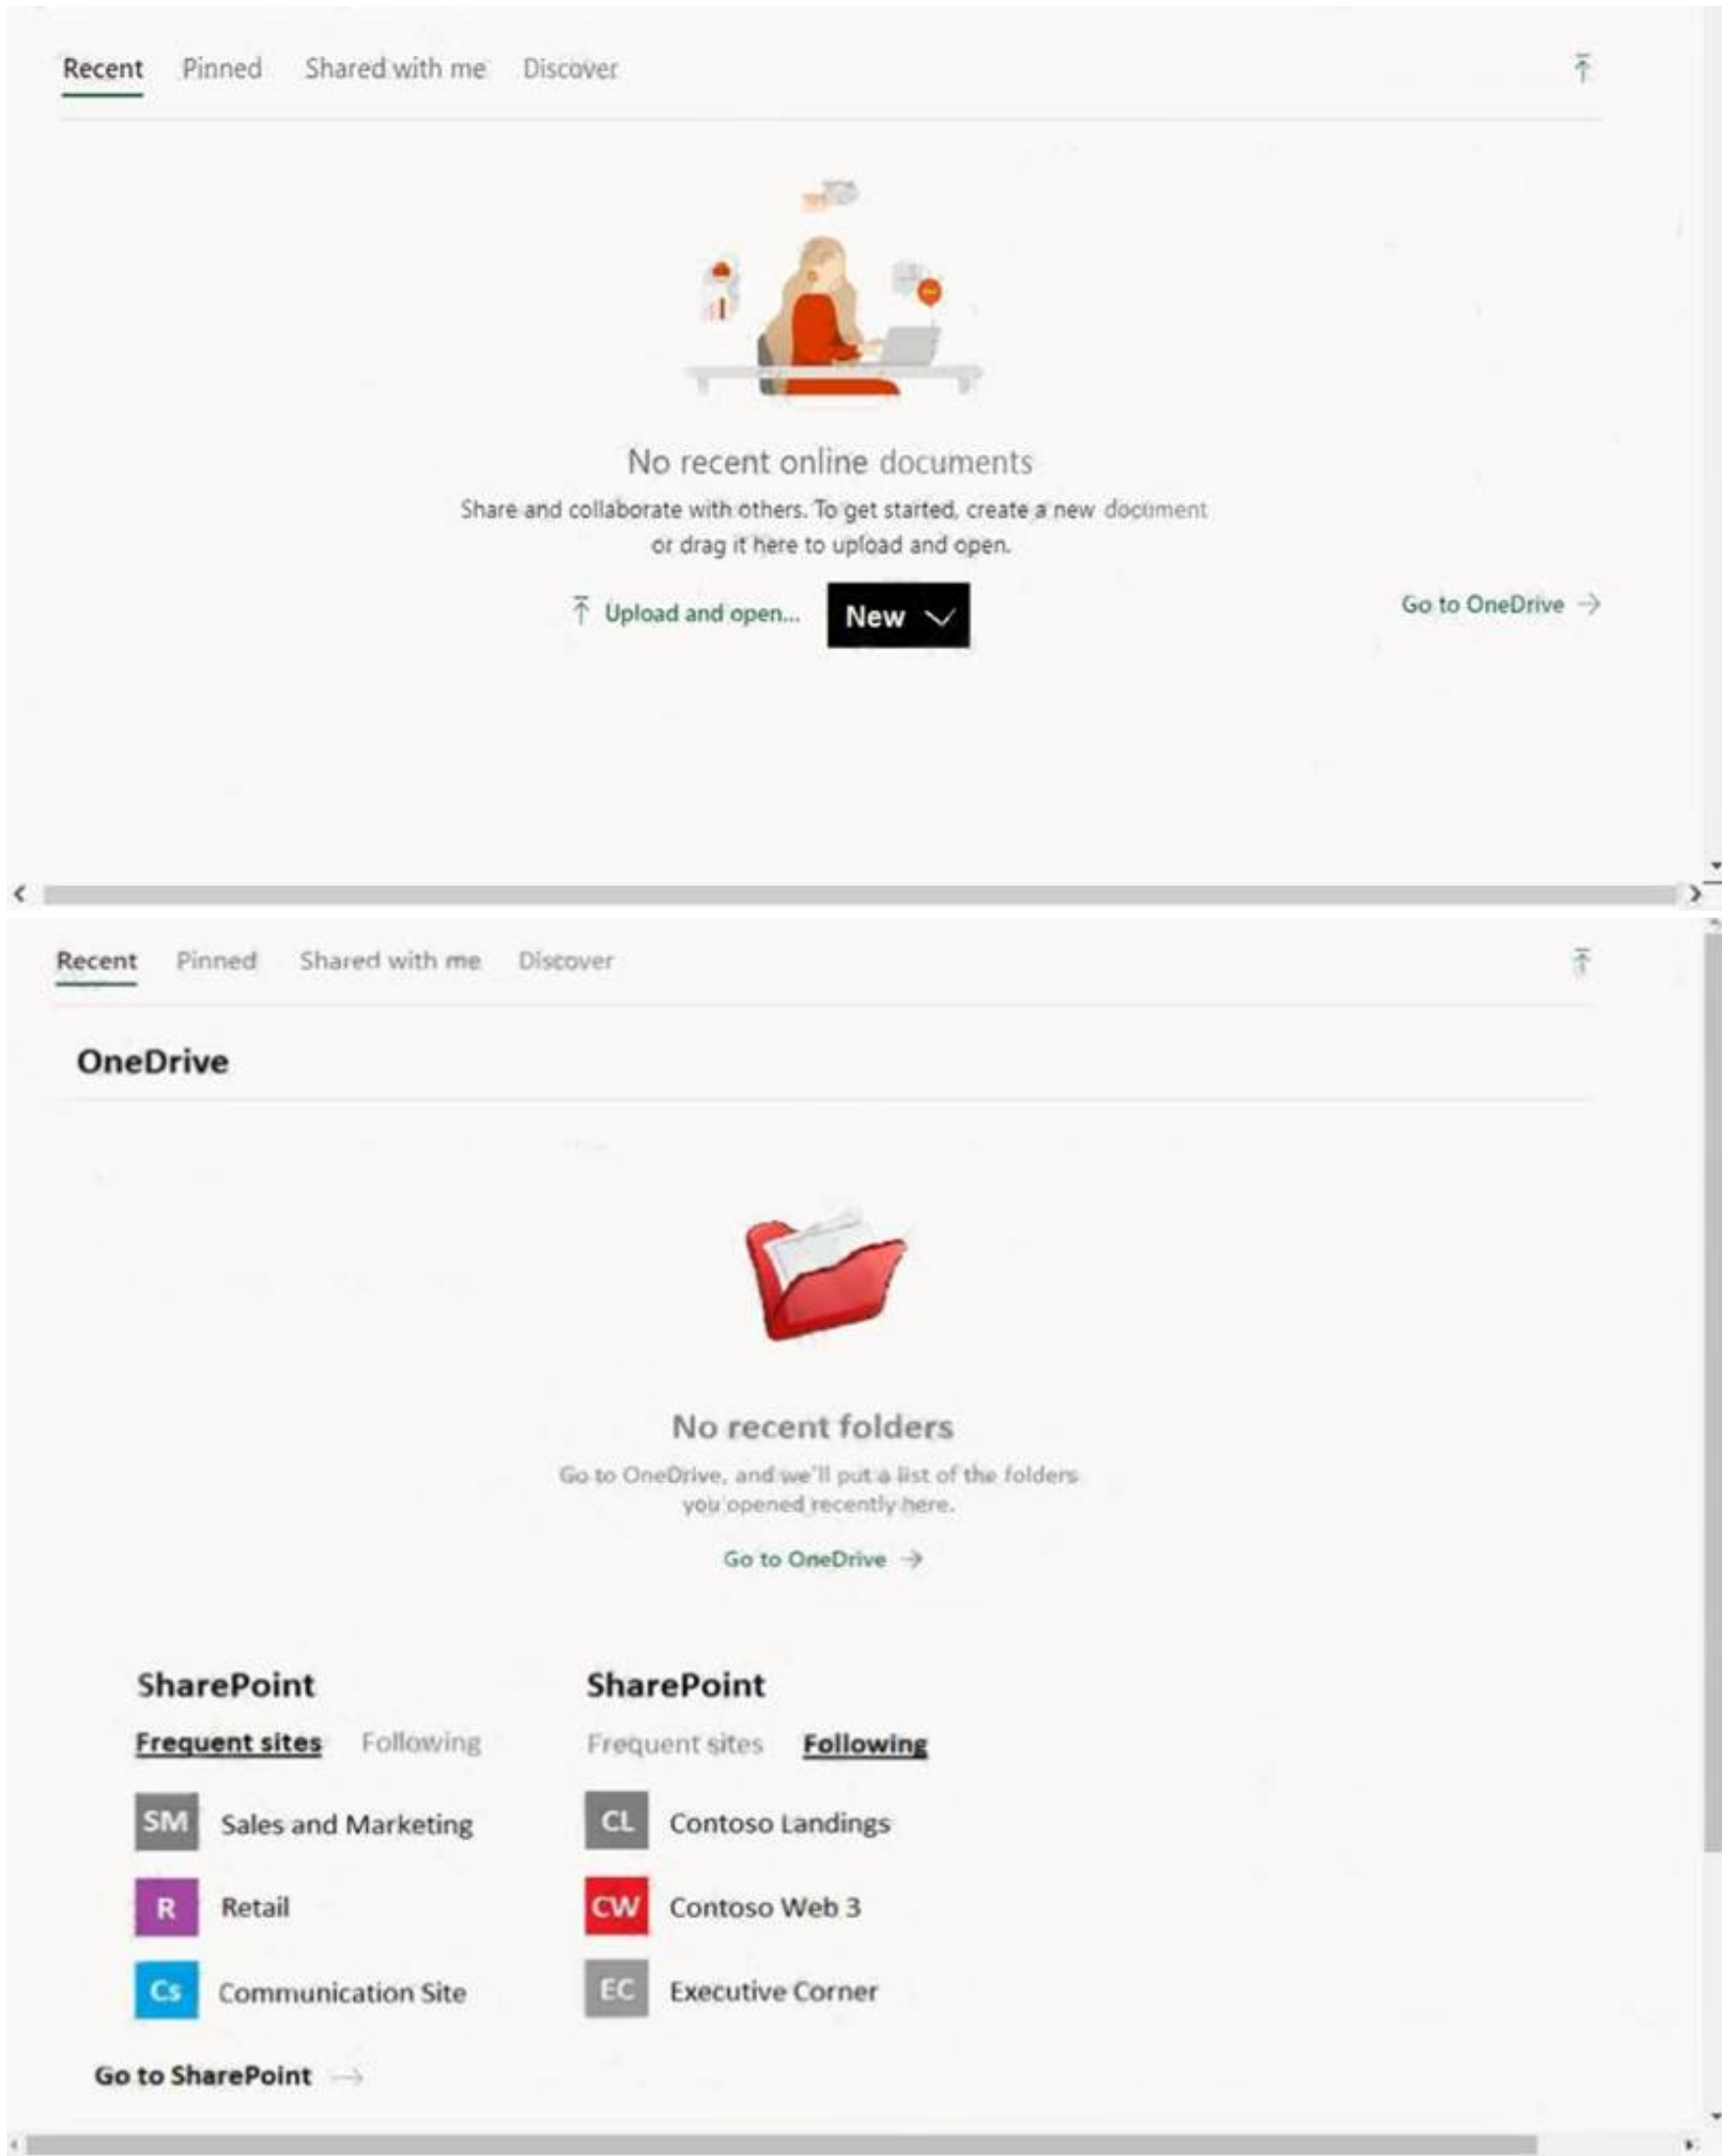 Recent Pinned Shared with me Discover
No recent online documents
Share and collaborate with others. To get started, create a new document
or drag it here to upload and open.
Upload and open... New
Go to OneDrive →
Recent Pinned Shared with me Discover
OneDrive
No recent folders
Go to OneDrive, and we'll put a list of the folders
you opened recently here.
Go to OneDrive →
SharePoint SharePoint
Frequent sites Following Frequent sites Following
SM Sales and Marketing CL Contoso Landings
R Retail CW Contoso Web 3
Cs Communication Site EC Executive Corner
Go to SharePoint →